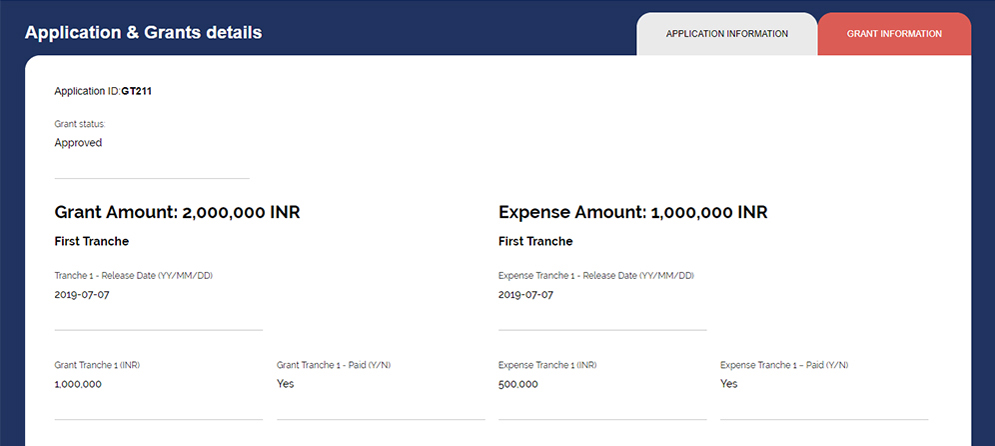 Application & Grants details
APPLICATION INFORMATION
GRANT INFORMATION
Application ID:GT211
Grant status:
Approved
Grant Amount: 2,000,000 INR
Expense Amount: 1,000,000 INR
First Tranche
First Tranche
Tranche 1 - Release Date (YY/MM/DD)
Expense Tranche 1 - Release Date (YY/MM/DD)
2019-07-07
2019-07-07
Grant Tranche 1 (INR)
Grant Tranche 1 - Paid (Y/N)
Expense Tranche 1 (INR)
Expense Tranche 1 – Paid (Y/N)
1,000,000
Yes
500,000
Yes